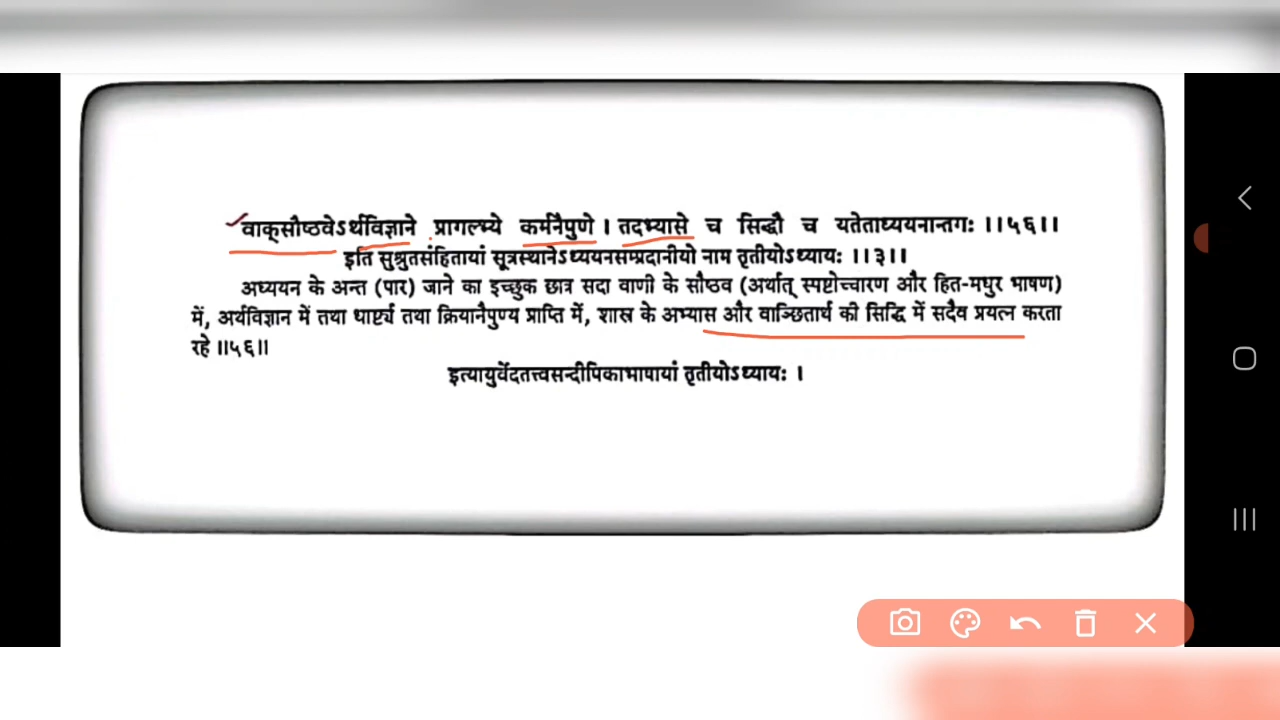 वाक्सौष्ठवेऽर्थविज्ञाने प्रागल्भ्ये कर्मनैपुणे । तदभ्यासे च सिद्धौ च यतेताध्ययनान्तगः ।।५६।।
इति सुश्रुतसंहितायां सूत्रस्थानेऽध्ययनसम्प्रदानीयो नाम तृतीयोऽध्यायः ।।३।।
अध्ययन के अन्त (पार) जाने का इच्छुक छात्र सदा वाणी के सौष्ठव (अर्थात् स्पष्टोच्चारण और हित-मधुर भाषण)
में, अर्थविज्ञान में तथा धार्ष्ट्य तथा क्रियानैपुण्य प्राप्ति में, शास्त्र के अभ्यास और वाञ्छितार्थ की सिद्धि में सदैव प्रयत्न करता
रहे ।।५६।।
इत्यायुर्वेदतत्त्वसन्दीपिकाभाषायां तृतीयोऽध्यायः ।